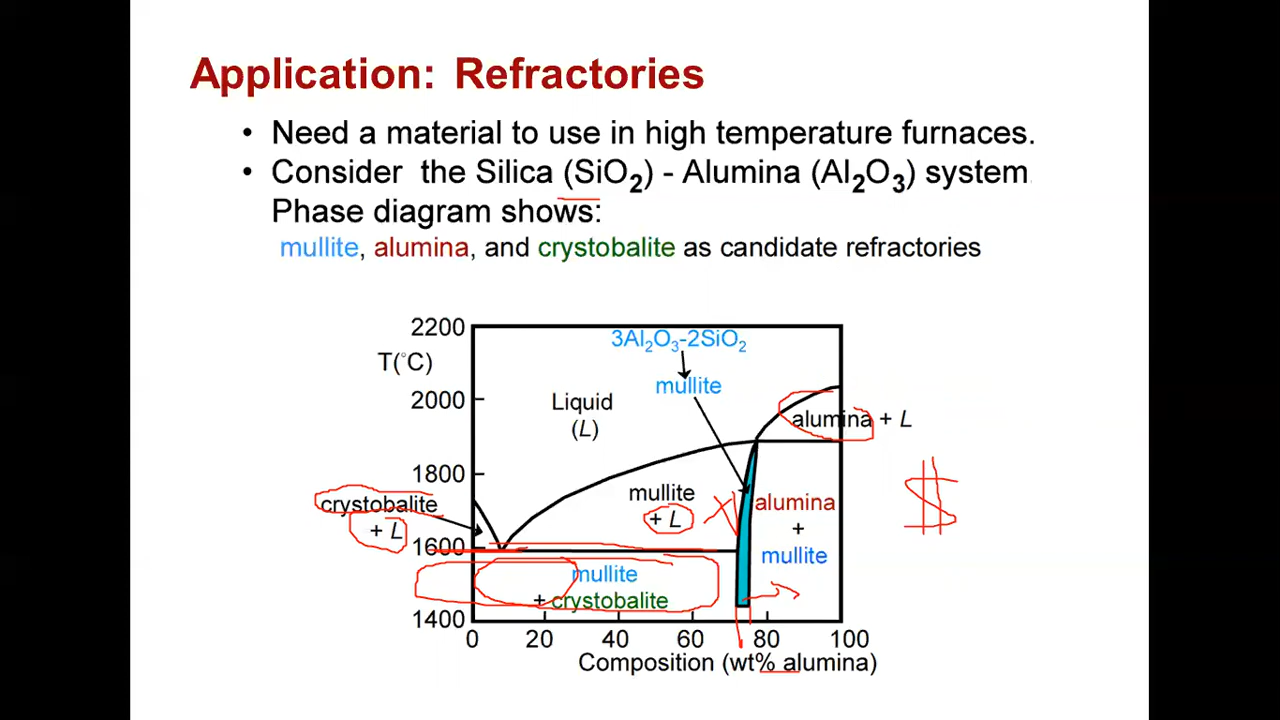 Application: Refractories
• Need a material to use in high temperature furnaces.
• Consider the Silica (SiO2) - Alumina (Al2O3) system
Phase diagram shows:
mullite, alumina, and crystobalite as candidate refractories
2200
3Al2O3-2SiO2
T(°C)
mullite
2000
Liquid
(L)
alumina + L
1800
mullite
+ L
crystobalite
+ L
alumina
+
mullite
$
1600
mullite
+ crystobalite
1400
0 20 40 60 80 100
Composition (wt% alumina)